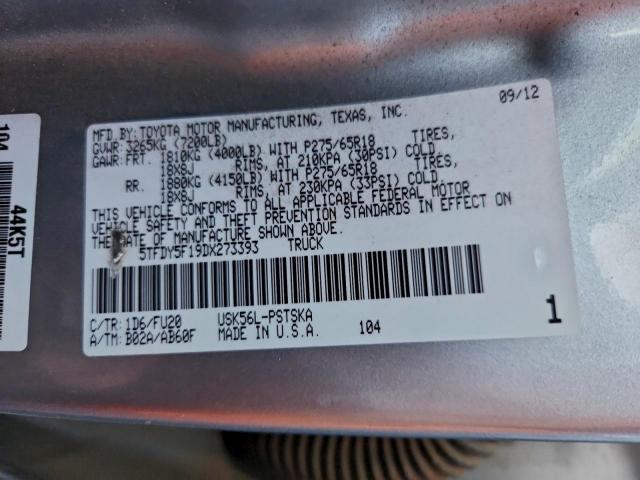 MFD.BY:TOYOTA MOTOR MANUFACTURING, TEXAS, INC. 09/12
GVWR:3265KG (7200LB)
GAWR:FRT. 1810KG (4000LB) WITH P275/65R18 TIRES,
18X8J RIMS, AT 210KPA (30PSI) COLD
RR. 1880KG (4150LB) WITH P275/65R18 TIRES,
18X8J RIMS, AT 230KPA (33PSI) COLD
THIS VEHICLE CONFORMS TO ALL APPLICABLE FEDERAL MOTOR
VEHICLE SAFETY AND THEFT PREVENTION STANDARDS IN EFFECT ON
THE DATE OF MANUFACTURE SHOWN ABOVE.
5TFDY5F19DX273393 TRUCK
C/TR: 1D6/FU20 USK56L-PSTSKA
A/TM: B02A/AB60F MADE IN U.S.A. 104
1
104
44K5T